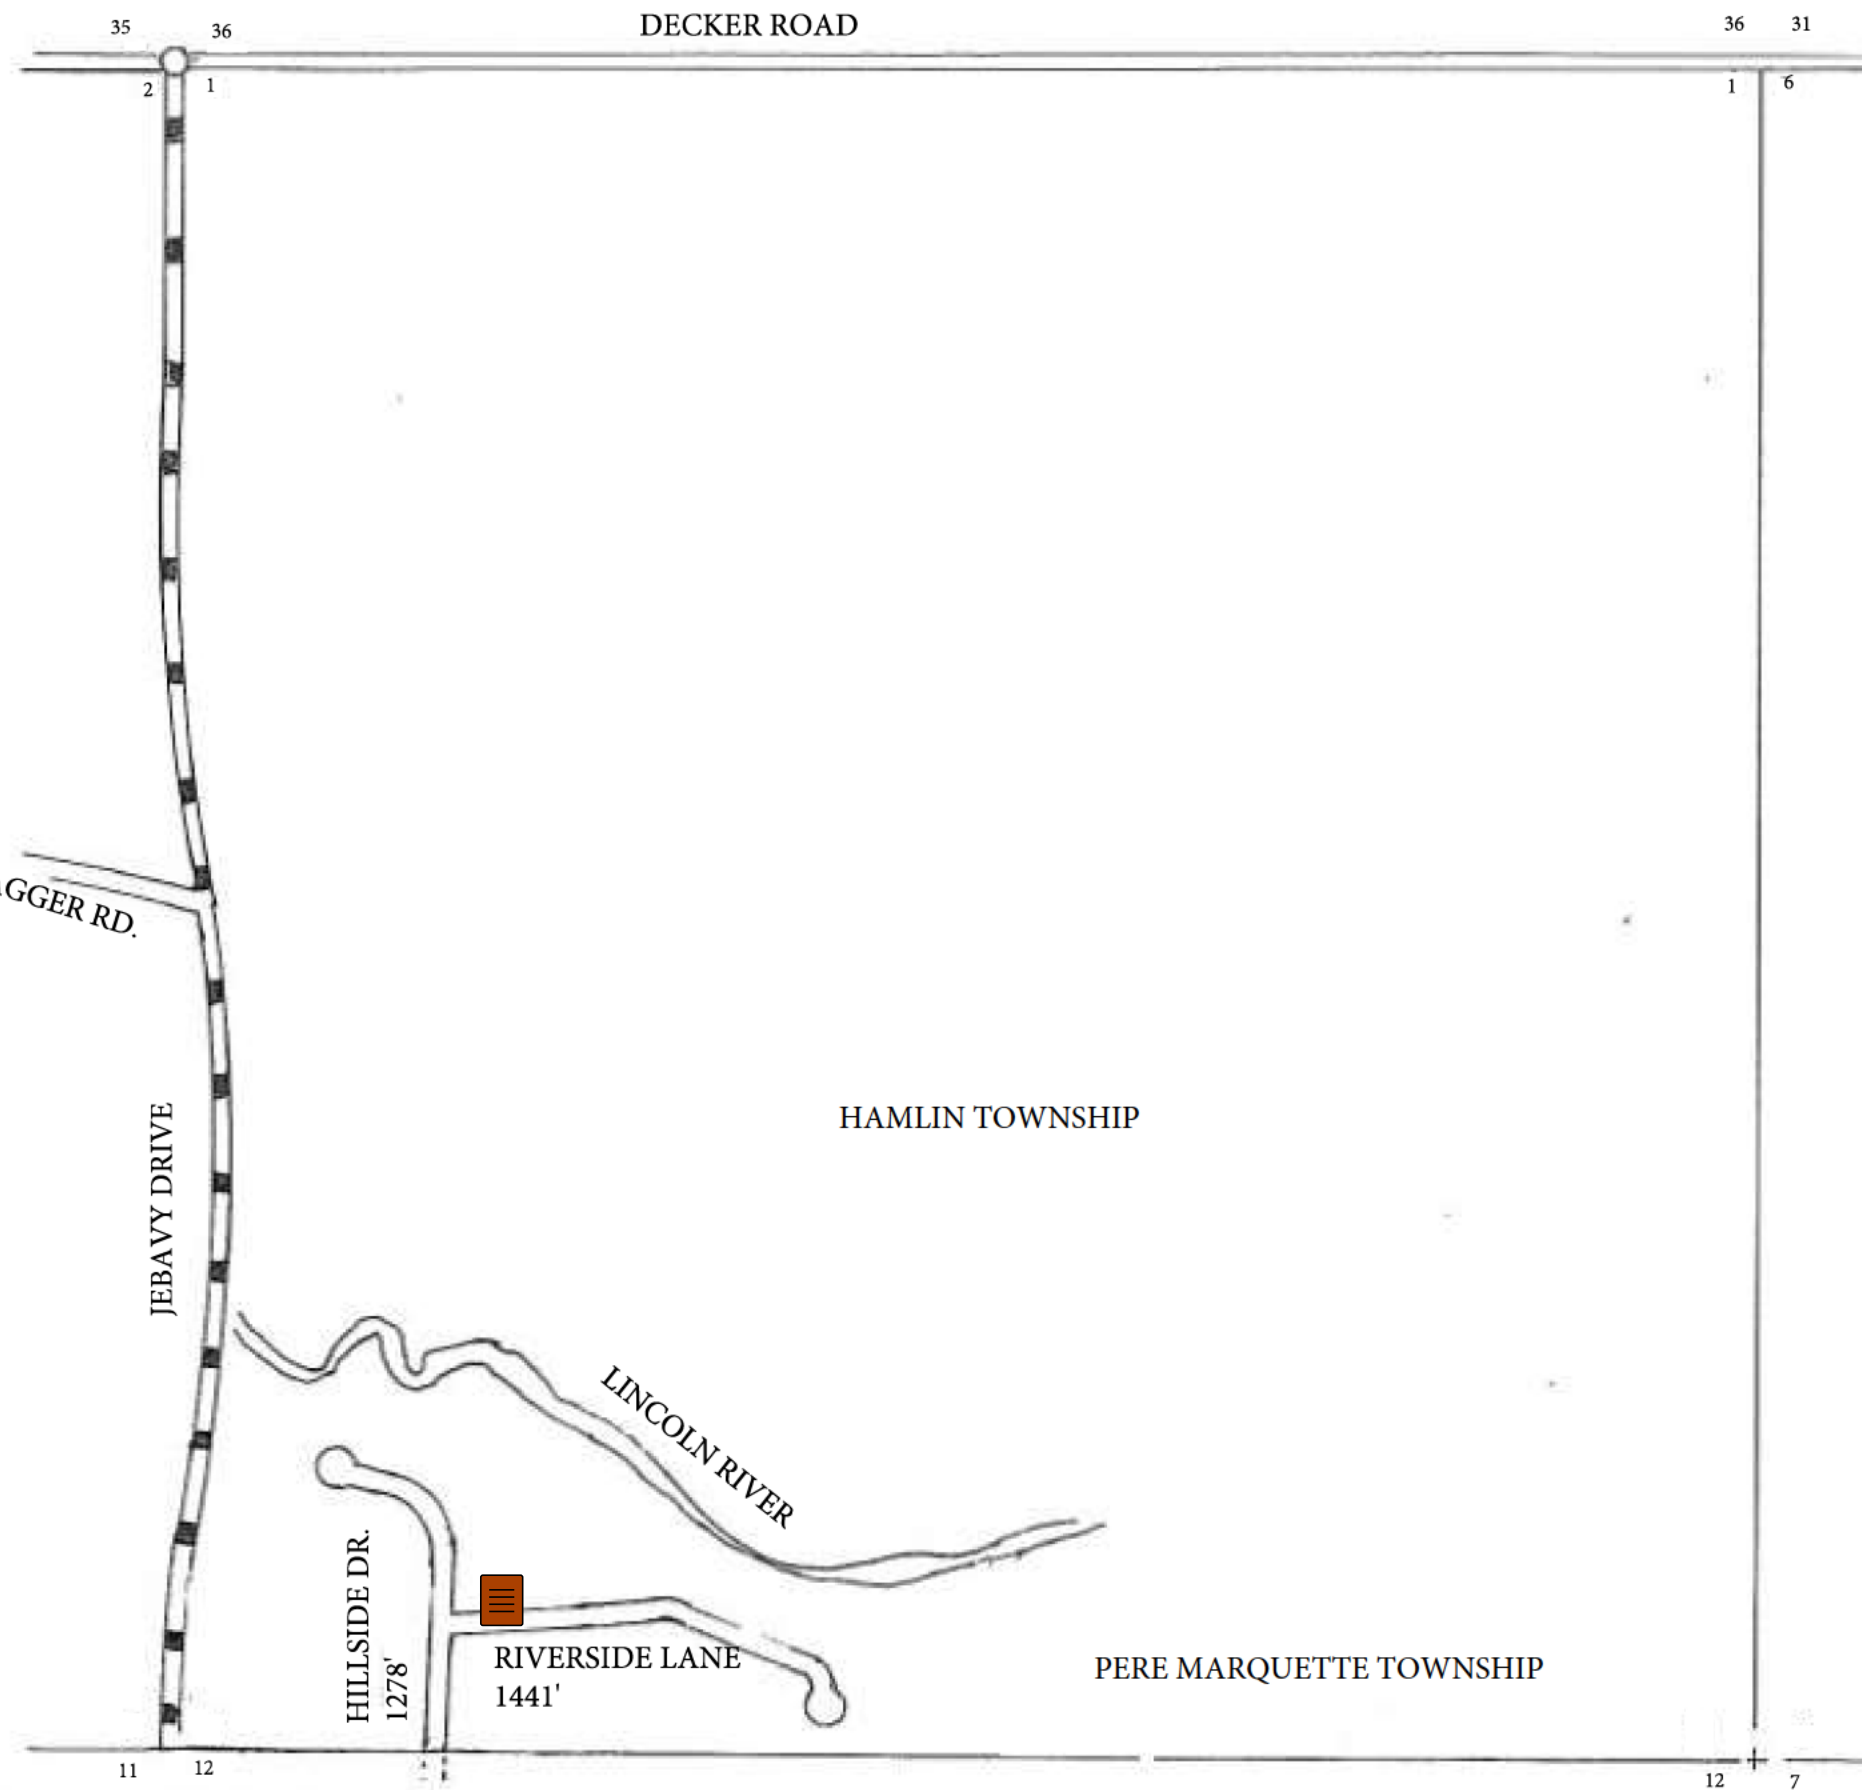 DECKER ROAD
35
36
36
31
2
1
1
6
GGER RD.
JEBAVY DRIVE
HAMLIN TOWNSHIP
LINCOLN RIVER
HILLSIDE DR.
1278'
RIVERSIDE LANE
1441'
PERE MARQUETTE TOWNSHIP
11
12
12
7